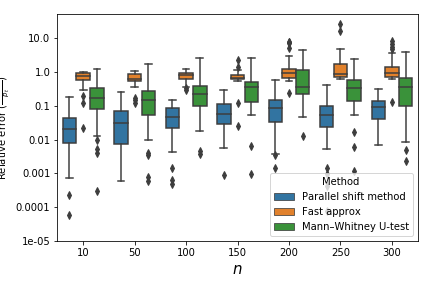 Relative error
10.0
1.0
0.1
0.01
0.001
0.0001
1e-05
10
50
100
150
200
250
300
n
Method
Parallel shift method
Fast approx
Mann–Whitney U-test